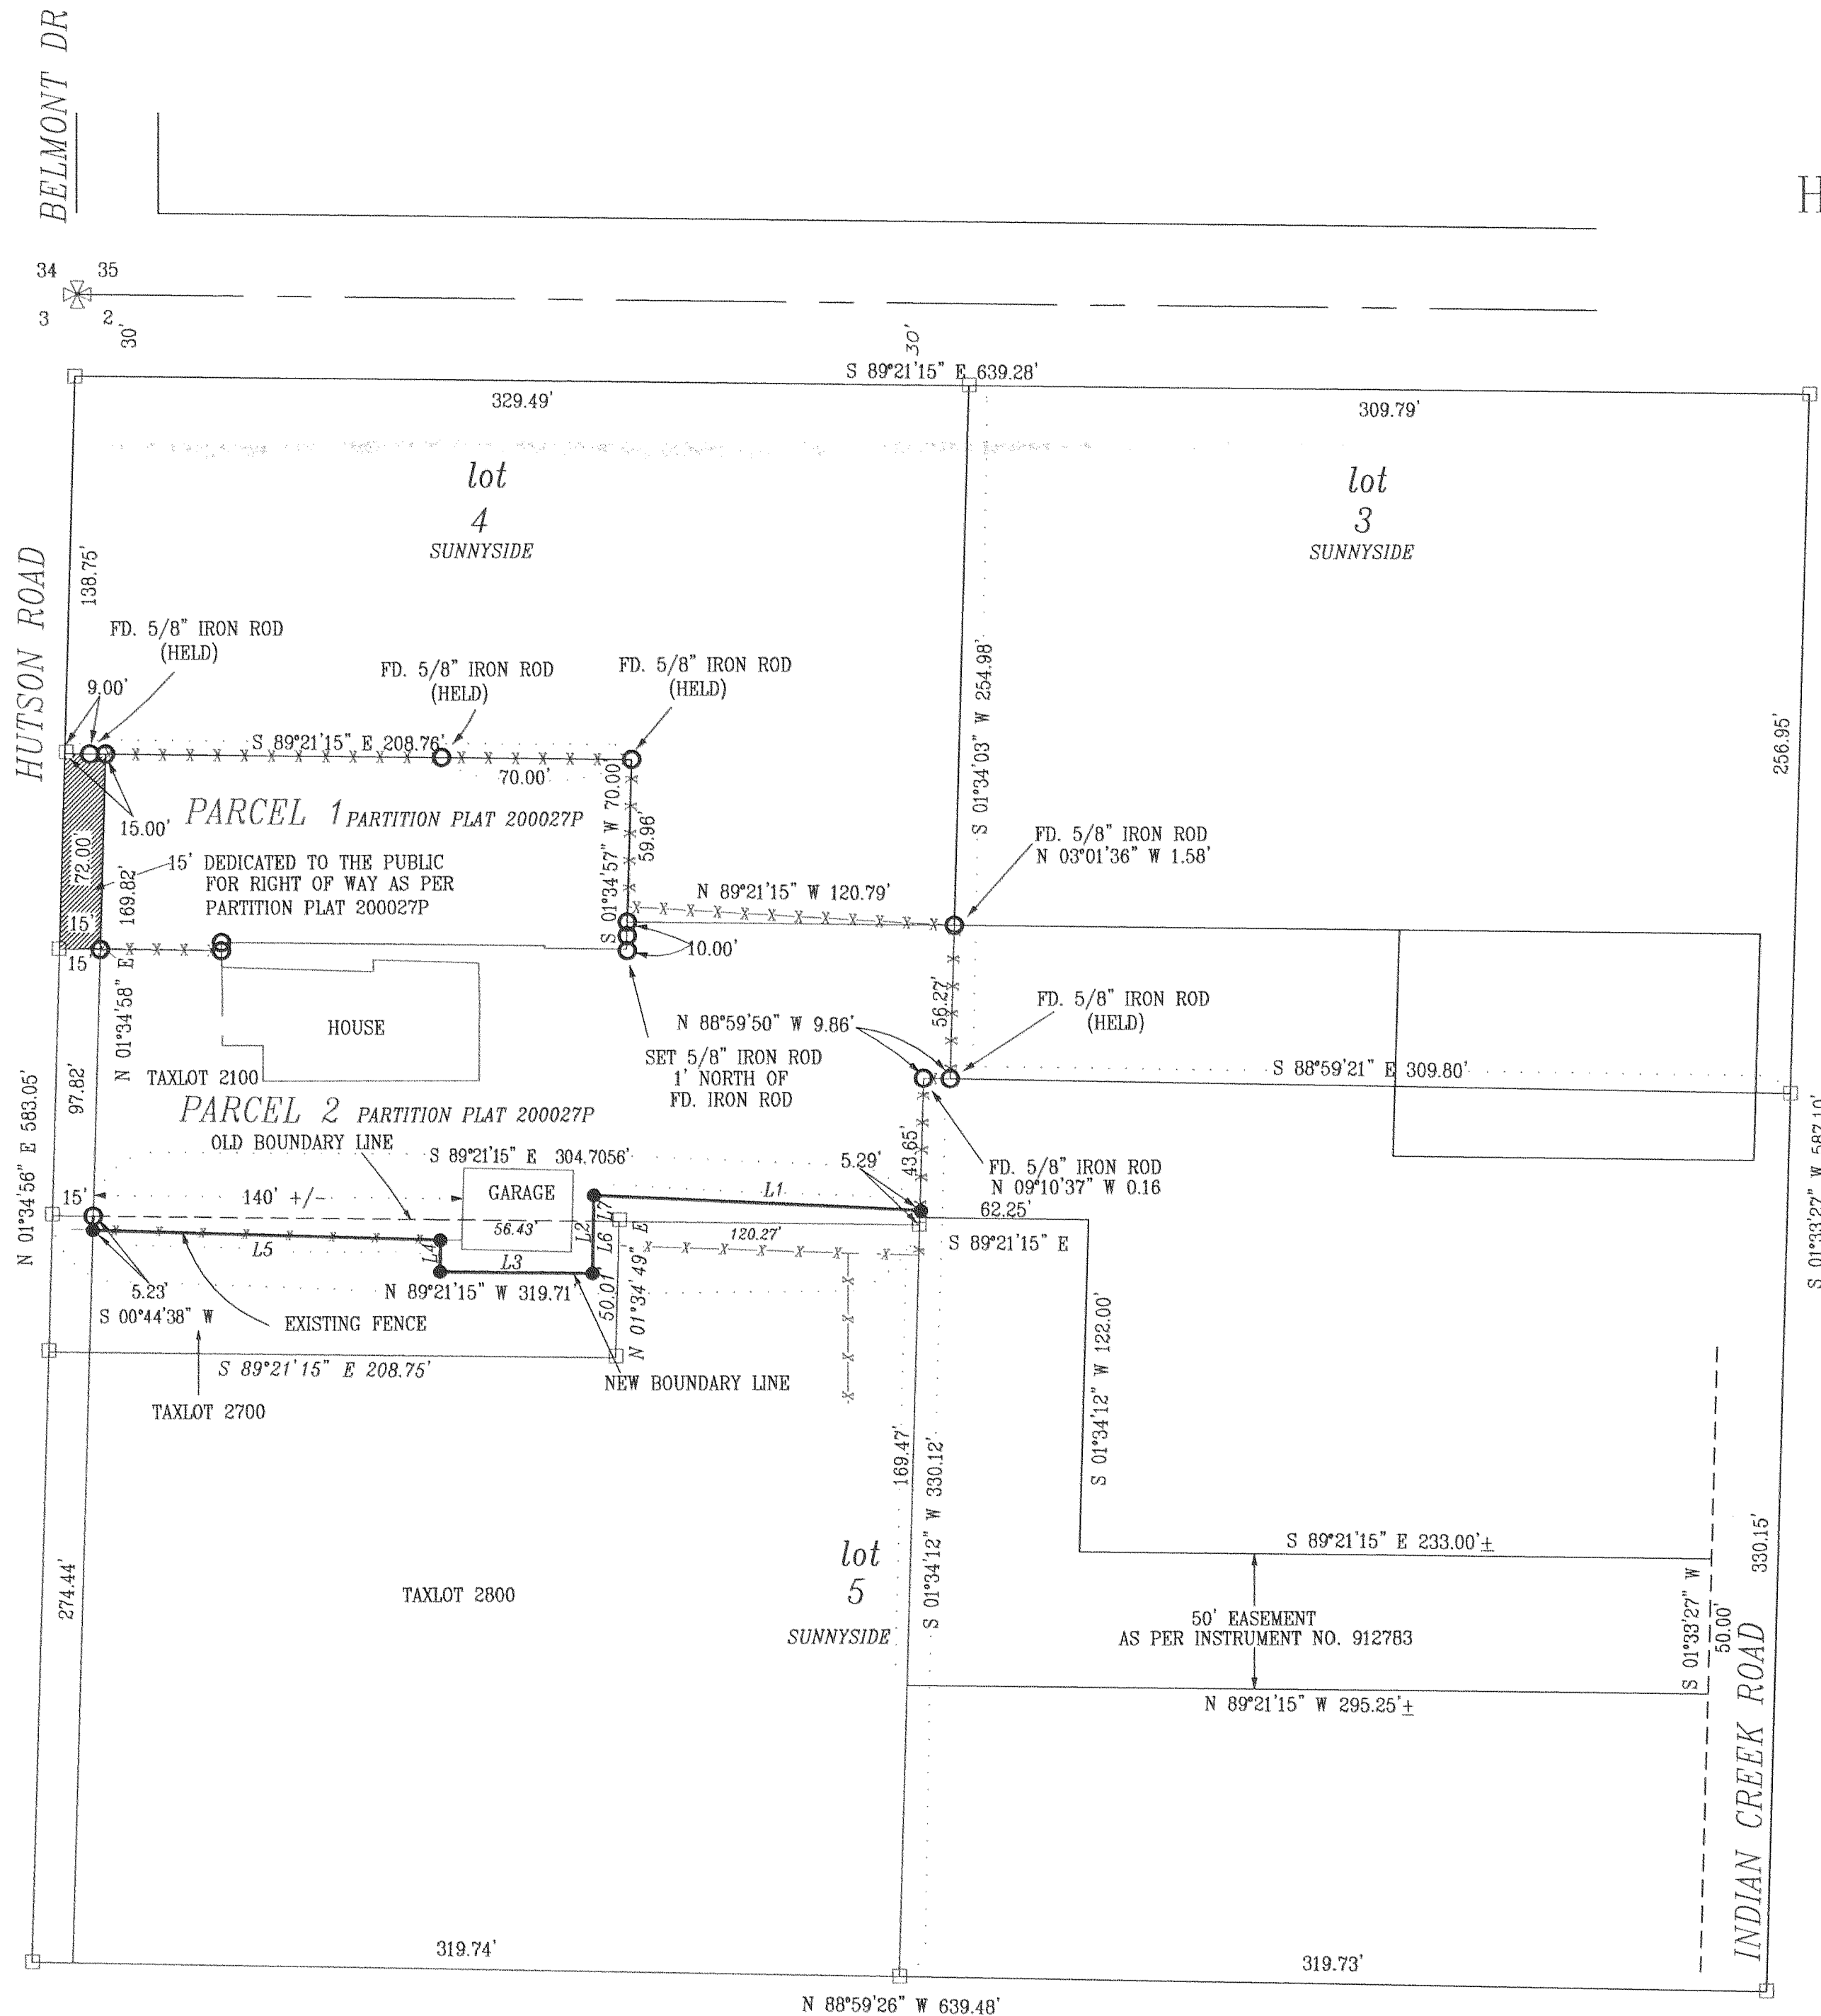 BELMONT DR
H
34 35
3 2
30'
30'
S 89°21'15" E 639.28'
329.49'
309.79'
lot
4
SUNNYSIDE
lot
3
SUNNYSIDE
HUTSON ROAD
138.75'
FD. 5/8" IRON ROD
(HELD)
FD. 5/8" IRON ROD
(HELD)
FD. 5/8" IRON ROD
(HELD)
9.00'
S 89°21'15" E 208.76'
70.00'
S 01°34'03" W 254.98'
256.95'
PARCEL 1 PARTITION PLAT 200027P
15.00'
72.00'
15'
169.82'
15' DEDICATED TO THE PUBLIC
FOR RIGHT OF WAY AS PER
PARTITION PLAT 200027P
S 01°34'57" W 70.00'
59.96'
N 89°21'15" W 120.79'
FD. 5/8" IRON ROD
N 03°01'36" W 1.58'
10.00'
15'
N 01°34'58" E
HOUSE
56.27'
FD. 5/8" IRON ROD
(HELD)
N 88°59'50" W 9.86'
SET 5/8" IRON ROD
1' NORTH OF
FD. IRON ROD
S 88°59'21" E 309.80'
97.82'
TAXLOT 2100
PARCEL 2 PARTITION PLAT 200027P
OLD BOUNDARY LINE
S 89°21'15" E 304.7056'
N 01°34'56" E 583.05'
S 01°33'27" W 587.10'
43.65'
5.29'
FD. 5/8" IRON ROD
N 09°10'37" W 0.16
15'
140' +/-
GARAGE
56.43'
L1
L2
L7
L6
62.25'
120.27'
S 89°21'15" E
L5
L4
L3
N 89°21'15" W 319.71'
50.01'
N 01°34'49" E
5.23'
S 00°44'38" W
EXISTING FENCE
S 89°21'15" E 208.75'
NEW BOUNDARY LINE
TAXLOT 2700
S 01°34'12" W 122.00'
169.47'
S 01°34'12" W 330.12'
S 89°21'15" E 233.00'±
274.44'
TAXLOT 2800
lot
5
SUNNYSIDE
50' EASEMENT
AS PER INSTRUMENT NO. 912783
S 01°33'27" W
50.00'
330.15'
N 89°21'15" W 295.25'±
INDIAN CREEK ROAD
319.74'
319.73'
N 88°59'26" W 639.48'